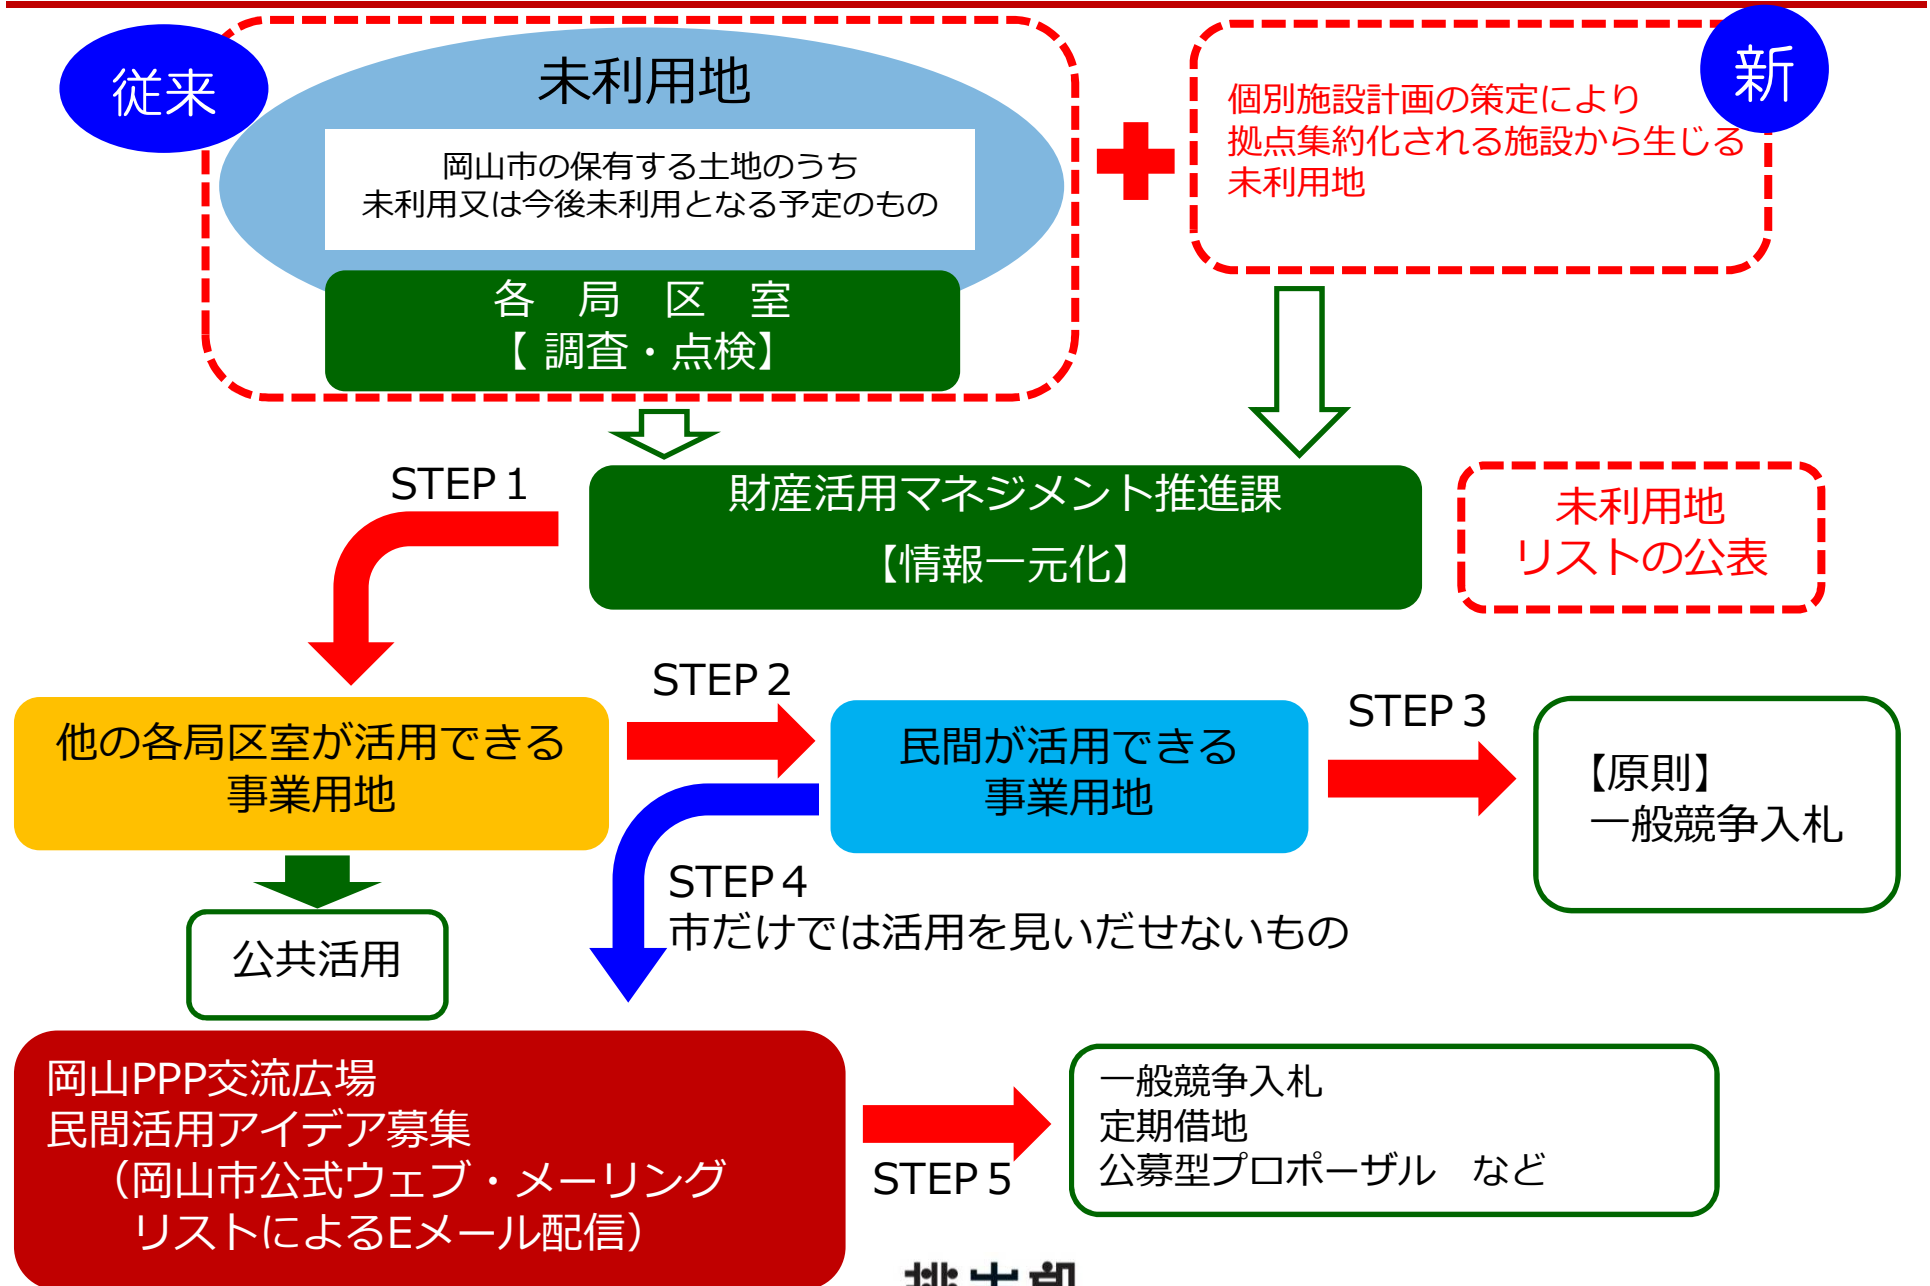 従来
未利用地
岡山市の保有する土地のうち
未利用又は今後未利用となる予定のもの
各　局　区　室
【 調査・点検】
新
個別施設計画の策定により
拠点集約化される施設から生じる
未利用地
STEP１
財産活用マネジメント推進課
【情報一元化】
未利用地
リストの公表
他の各局区室が活用できる
事業用地
STEP２
民間が活用できる
事業用地
STEP３
【原則】
一般競争入札
公共活用
STEP４
市だけでは活用を見いだせないもの
岡山PPP交流広場
民間活用アイデア募集
（岡山市公式ウェブ・メーリング
リストによるEメール配信）
STEP５
一般競争入札
定期借地
公募型プロポーザル　など